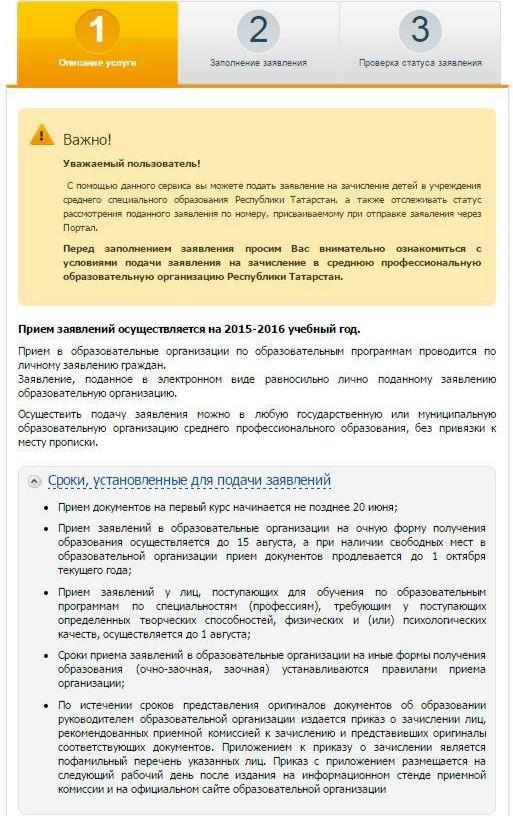 1
Описание услуги
2
Заполнение заявления
3
Проверка статуса заявления
Важно!
Уважаемый пользователь!
С помощью данного сервиса вы можете подать заявление на зачисление детей в учреждения
среднего специального образования Республики Татарстан, а также отслеживать статус
рассмотрения поданного заявления по номеру, присваиваемому при отправке заявления через
Портал.
Перед заполнением заявления просим Вас внимательно ознакомиться с
условиями подачи заявления на зачисление в среднюю профессиональную
образовательную организацию Республики Татарстан.
Прием заявлений осуществляется на 2015-2016 учебный год.
Прием в образовательные организации по образовательным программам проводится по
личному заявлению граждан.
Заявление, поданное в электронном виде равносильно лично поданному заявлению
образовательную организацию.
Осуществить подачу заявления можно в любую государственную или муниципальную
образовательную организацию среднего профессионального образования, без привязки к
месту прописки.
Сроки, установленные для подачи заявлений
• Прием документов на первый курс начинается не позднее 20 июня;
• Прием заявлений в образовательные организации на очную форму получения
образования осуществляется до 15 августа, а при наличии свободных мест в
образовательной организации прием документов продлевается до 1 октября
текущего года;
• Прием заявлений у лиц, поступающих для обучения по образовательным
программам по специальностям (профессиям), требующим у поступающих
определенных творческих способностей, физических и (или) психологических
качеств, осуществляется до 1 августа;
• Сроки приема заявлений в образовательные организации на иные формы получения
образования (очно-заочная, заочная) устанавливаются правилами приема
организации;
• По истечении сроков представления оригиналов документов об образовании
руководителем образовательной организации издается приказ о зачислении лиц,
рекомендованных приемной комиссией к зачислению и представивших оригиналы
соответствующих документов. Приложением к приказу о зачислении является
пофамильный перечень указанных лиц. Приказ с приложением размещается на
следующий рабочий день после издания на информационном стенде приемной
комиссии и на официальном сайте образовательной организации